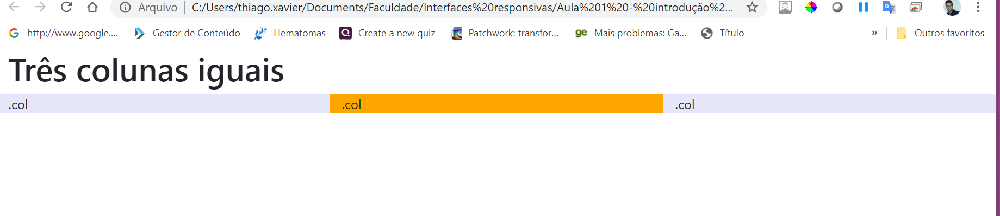 Arquivo | C:/Users/thiago.xavier/Documents/Faculdade/Interfaces%20responsivas/Aula%201%20-%20introdução%2...
http://www.google.... Gestor de Conteúdo Hematomas Create a new quiz Patchwork: transfor... ge Mais problemas: Ga... Título » Outros favoritos
Três colunas iguais
.col .col .col